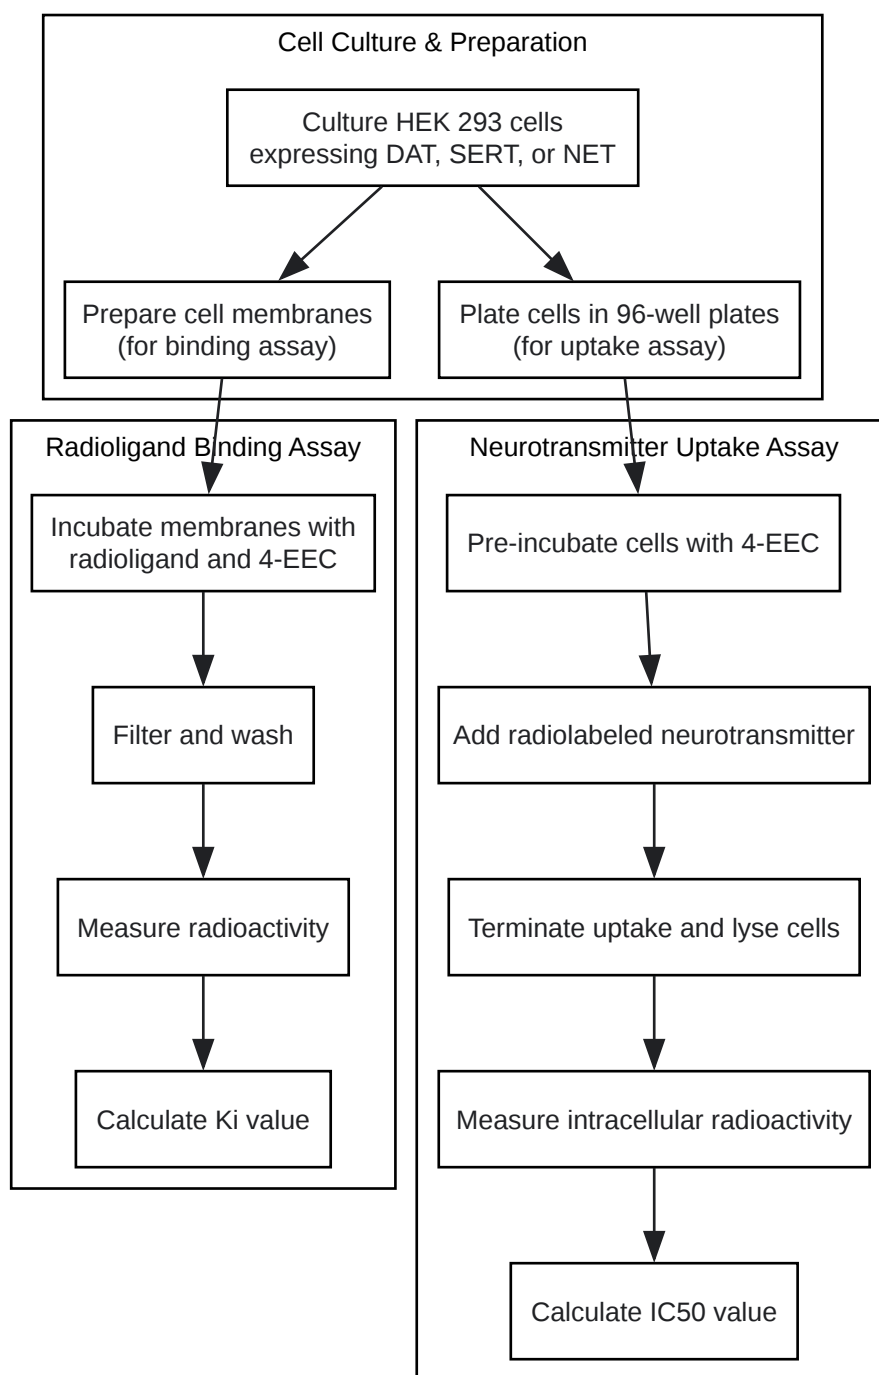 Cell Culture & Preparation
Culture HEK 293 cells
expressing DAT, SERT, or NET
Prepare cell membranes
(for binding assay)
Plate cells in 96-well plates
(for uptake assay)
Radioligand Binding Assay
Incubate membranes with
radioligand and 4-EEC
Filter and wash
Measure radioactivity
Calculate Ki value
Neurotransmitter Uptake Assay
Pre-incubate cells with 4-EEC
Add radiolabeled neurotransmitter
Terminate uptake and lyse cells
Measure intracellular radioactivity
Calculate IC50 value